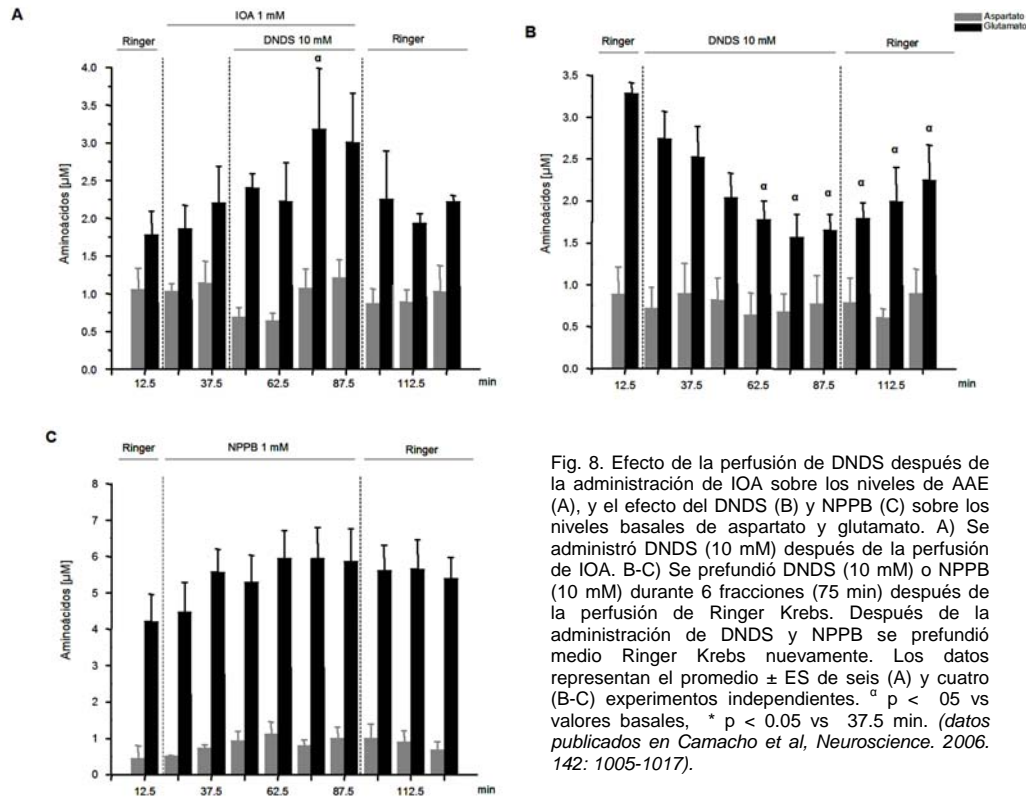 A
IOA 1 mM
Ringer
DNDS 10 mM
Ringer
α
4.0
3.5
3.0
2.5
2.0
1.5
1.0
0.5
0.0
Aminoácidos [µM]
12.5 37.5 62.5 87.5 112.5 min
Aspartato
Glutamato
B
Ringer
DNDS 10 mM
Ringer
3.5
3.0
2.5
2.0
1.5
1.0
0.5
0.0
Aminoácidos [µM]
α α α α α α
12.5 37.5 62.5 87.5 112.5 min
C
Ringer
NPPB 1 mM
Ringer
8
7
6
5
4
3
2
1
0
Aminoácidos [µM]
12.5 37.5 62.5 87.5 112.5 min
Fig. 8. Efecto de la perfusión de DNDS después de
la administración de IOA sobre los niveles de AAE
(A), y el efecto del DNDS (B) y NPPB (C) sobre los
niveles basales de aspartato y glutamato. A) Se
administró DNDS (10 mM) después de la perfusión
de IOA. B-C) Se prefundió DNDS (10 mM) o NPPB
(10 mM) durante 6 fracciones (75 min) después de
la perfusión de Ringer Krebs. Después de la
administración de DNDS y NPPB se prefundió
medio Ringer Krebs nuevamente. Los datos
representan el promedio ± ES de seis (A) y cuatro
(B-C) experimentos independientes. α p < 05 vs
valores basales, * p < 0.05 vs 37.5 min. (datos
publicados en Camacho et al, Neuroscience. 2006.
142: 1005-1017).